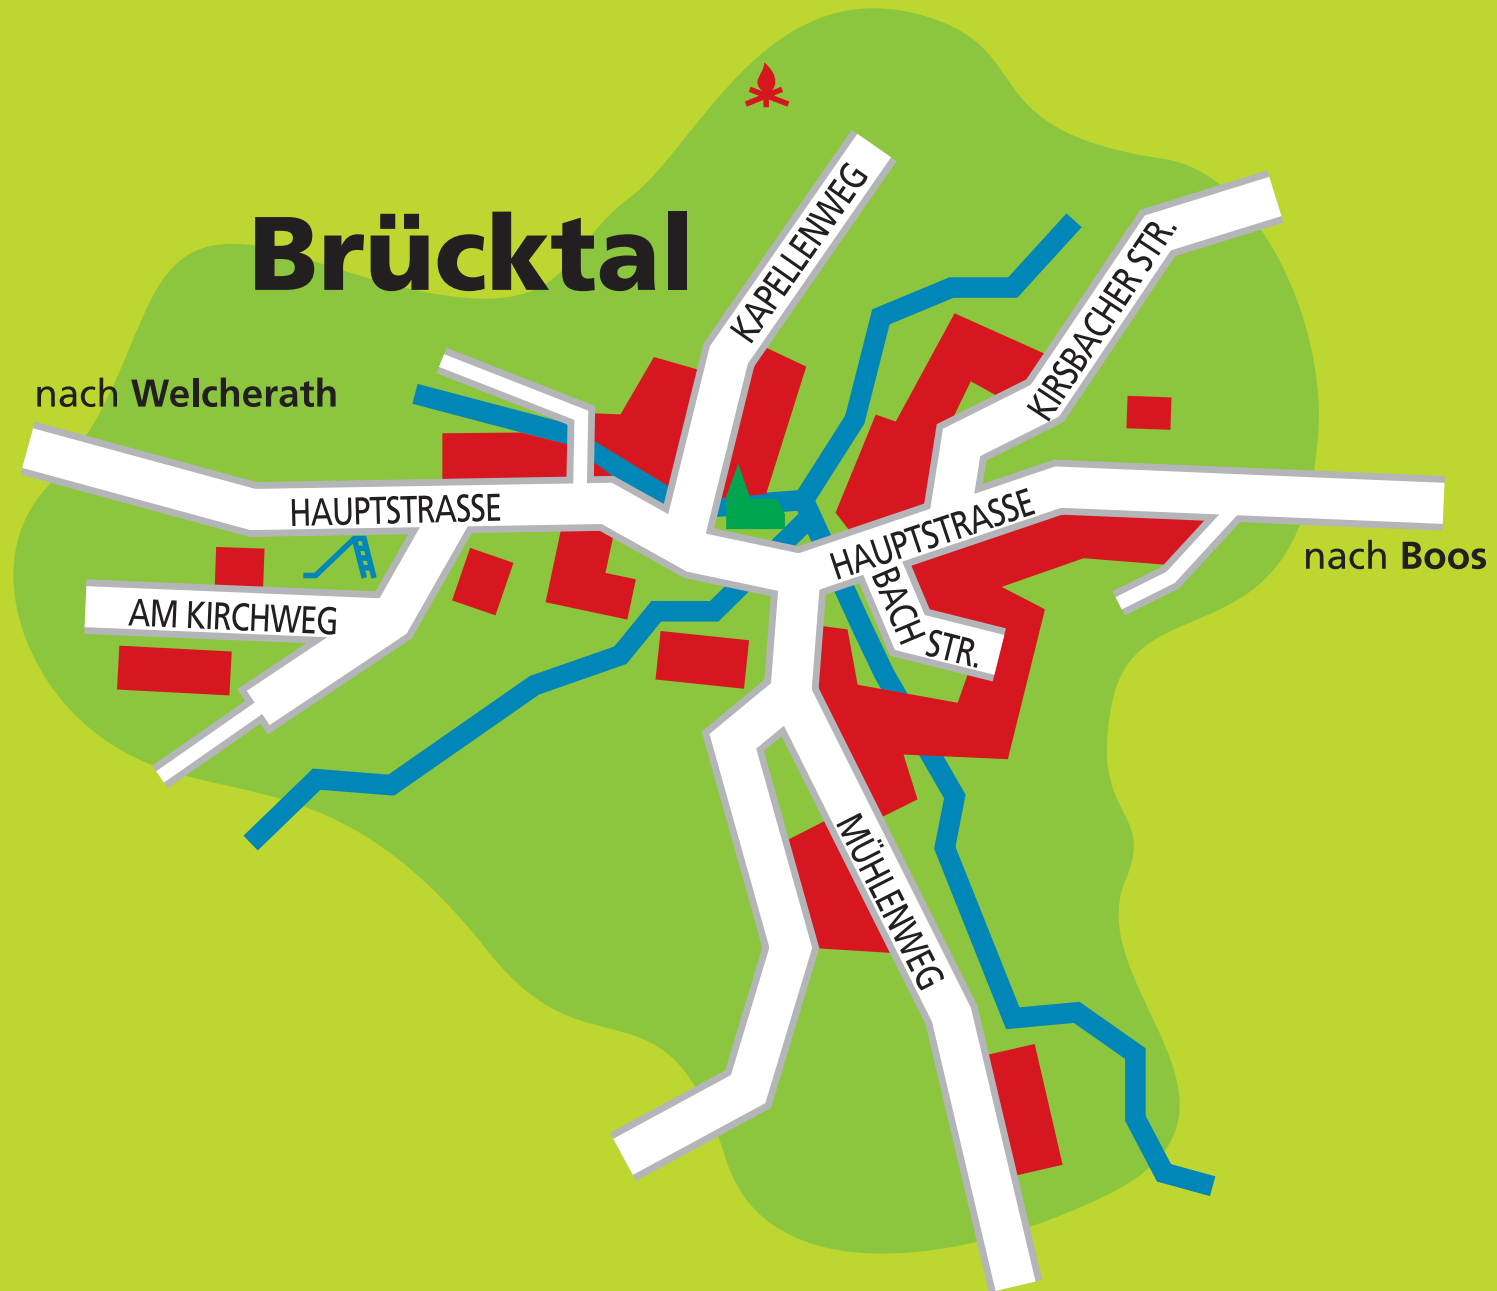 Brücktal
KAPELLENWEG
KIRSBACHER STR.
nach Welcherath
HAUPTSTRASSE
HAUPTSTRASSE
nach Boos
AM KIRCHWEG
BACH STR.
MÜHLENWEG